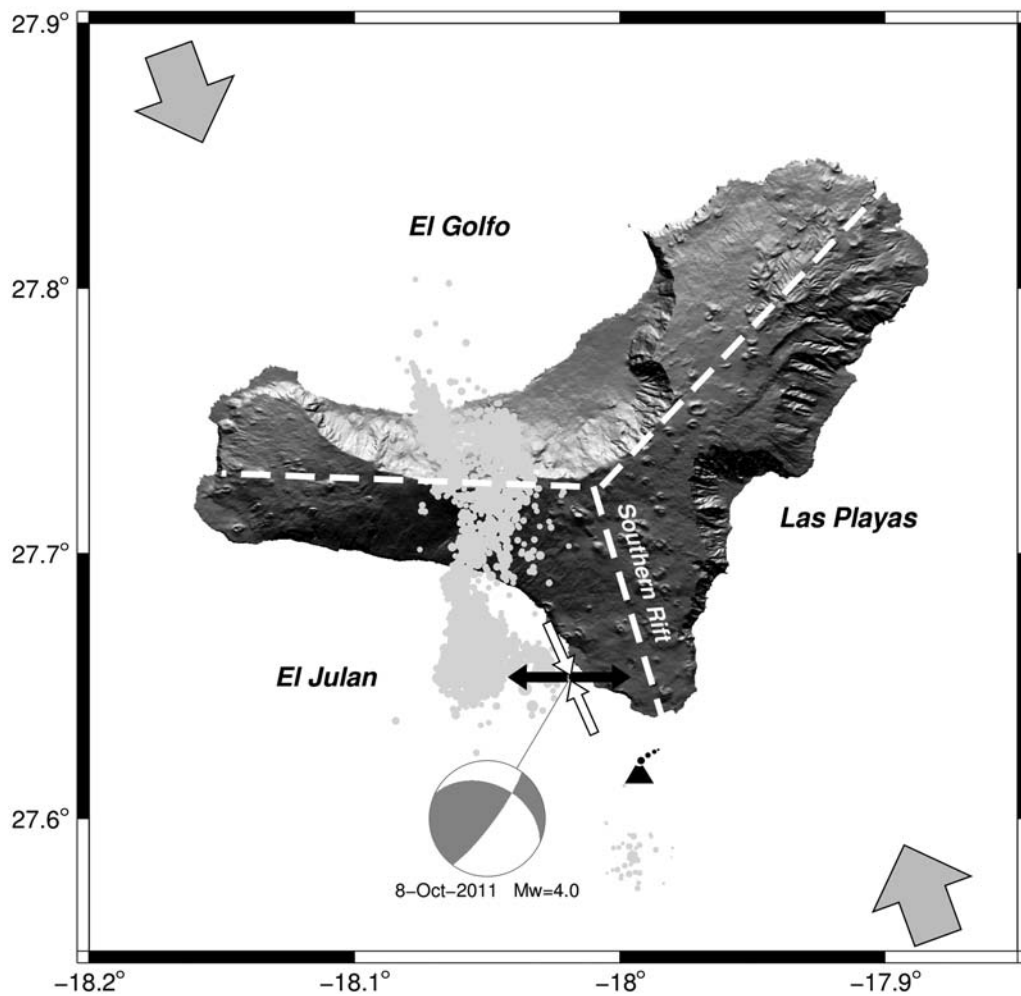 27.9°
El Golfo
27.8°
Las Playas
27.7°
Southern Rift
El Julan
27.6°
8-Oct-2011 Mw=4.0
-18.2° -18.1° -18° -17.9°